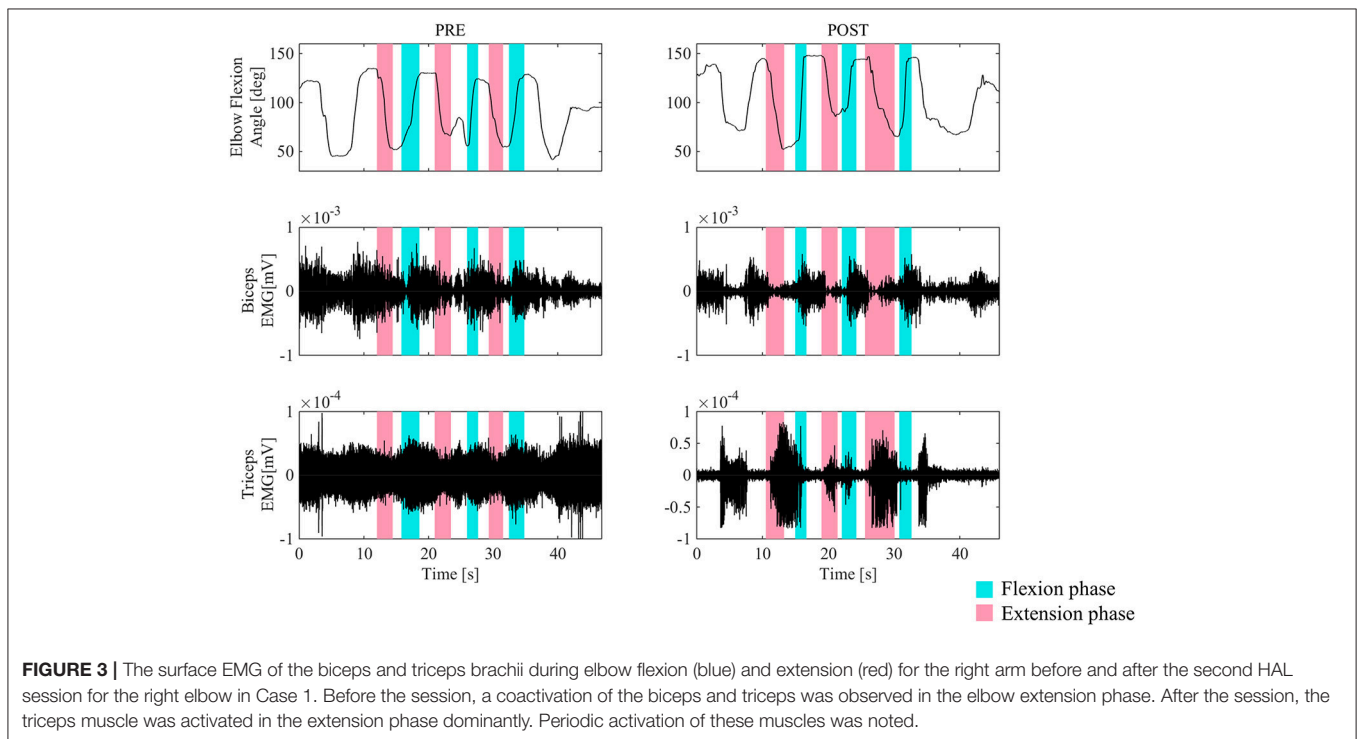 PRE
POST
150
100
50
Elbow Flexion
Angle [deg]
150
100
50
×10-3
1
0
-1
Biceps
EMG[mV]
×10-3
1
0
-1
×10-4
1
0
-1
Triceps
EMG[mV]
0 10 20 30 40
Time [s]
×10-4
1
0.5
0
-0.5
-1
0 10 20 30 40
Time [s]
Flexion phase
Extension phase
FIGURE 3 | The surface EMG of the biceps and triceps brachii during elbow flexion (blue) and extension (red) for the right arm before and after the second HAL
session for the right elbow in Case 1. Before the session, a coactivation of the biceps and triceps was observed in the elbow extension phase. After the session, the
triceps muscle was activated in the extension phase dominantly. Periodic activation of these muscles was noted.